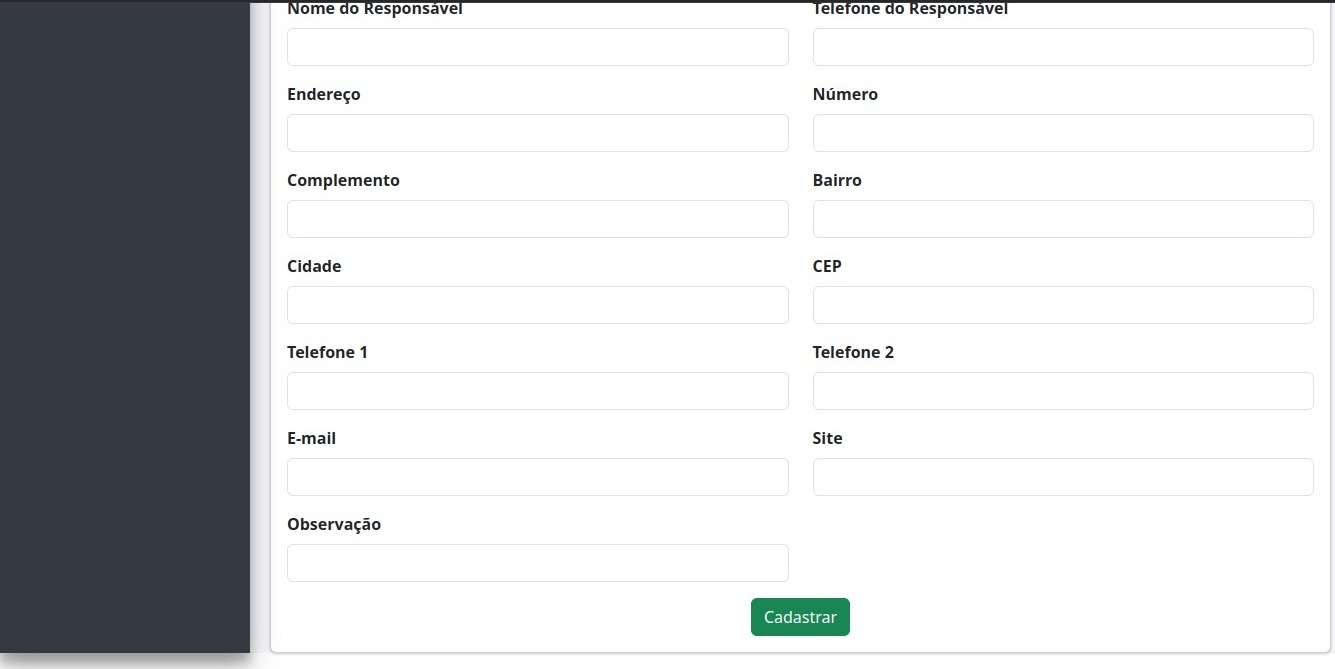 Nome do Responsável
Telefone do Responsável
Endereço
Número
Complemento
Bairro
Cidade
CEP
Telefone 1
Telefone 2
E-mail
Site
Observação
Cadastrar